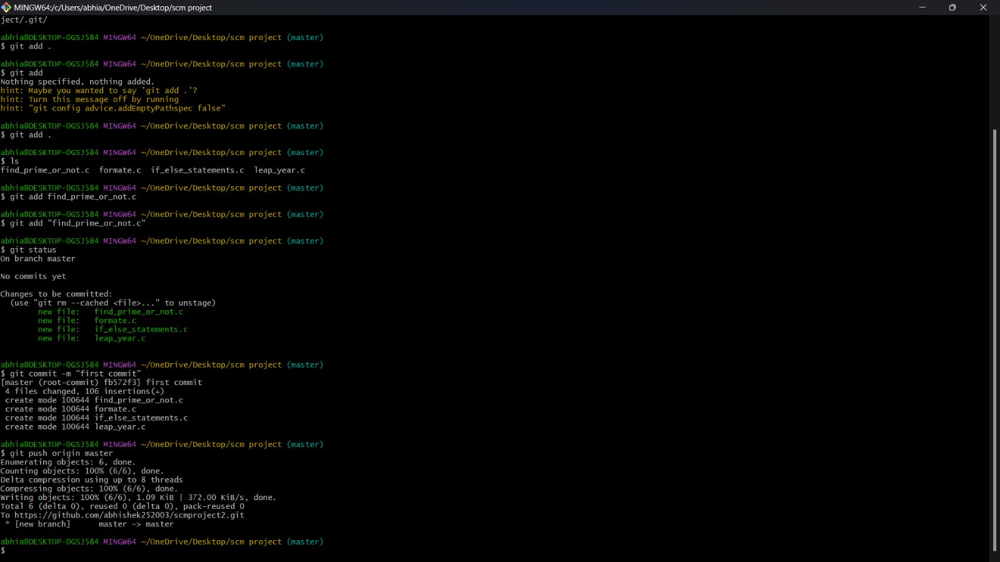 MINGW64:/c/Users/abhia/OneDrive/Desktop/scm project
ject/.git/
abhia@DESKTOP-OGSJ584 MINGW64 ~/OneDrive/Desktop/scm project (master)
$ git add .
abhia@DESKTOP-OGSJ584 MINGW64 ~/OneDrive/Desktop/scm project (master)
$ git add
Nothing specified, nothing added.
hint: Maybe you wanted to say 'git add .'?
hint: Turn this message off by running
hint: "git config advice.addEmptyPathspec false"
abhia@DESKTOP-OGSJ584 MINGW64 ~/OneDrive/Desktop/scm project (master)
$ git add .
abhia@DESKTOP-OGSJ584 MINGW64 ~/OneDrive/Desktop/scm project (master)
$ ls
find_prime_or_not.c  formate.c  if_else_statements.c  leap_year.c
abhia@DESKTOP-OGSJ584 MINGW64 ~/OneDrive/Desktop/scm project (master)
$ git add find_prime_or_not.c
abhia@DESKTOP-OGSJ584 MINGW64 ~/OneDrive/Desktop/scm project (master)
$ git add "find_prime_or_not.c"
abhia@DESKTOP-OGSJ584 MINGW64 ~/OneDrive/Desktop/scm project (master)
$ git status
On branch master
No commits yet
Changes to be committed:
  (use "git rm --cached <file>..." to unstage)
        new file:   find_prime_or_not.c
        new file:   formate.c
        new file:   if_else_statements.c
        new file:   leap_year.c
abhia@DESKTOP-OGSJ584 MINGW64 ~/OneDrive/Desktop/scm project (master)
$ git commit -m "first commit"
[master (root-commit) fb572f3] first commit
 4 files changed, 106 insertions(+)
 create mode 100644 find_prime_or_not.c
 create mode 100644 formate.c
 create mode 100644 if_else_statements.c
 create mode 100644 leap_year.c
abhia@DESKTOP-OGSJ584 MINGW64 ~/OneDrive/Desktop/scm project (master)
$ git push origin master
Enumerating objects: 6, done.
Counting objects: 100% (6/6), done.
Delta compression using up to 8 threads
Compressing objects: 100% (6/6), done.
Writing objects: 100% (6/6), 1.09 KiB | 372.00 KiB/s, done.
Total 6 (delta 0), reused 0 (delta 0), pack-reused 0
To https://github.com/abhishek252003/scmproject2.git
 * [new branch]      master -> master
abhia@DESKTOP-OGSJ584 MINGW64 ~/OneDrive/Desktop/scm project (master)
$